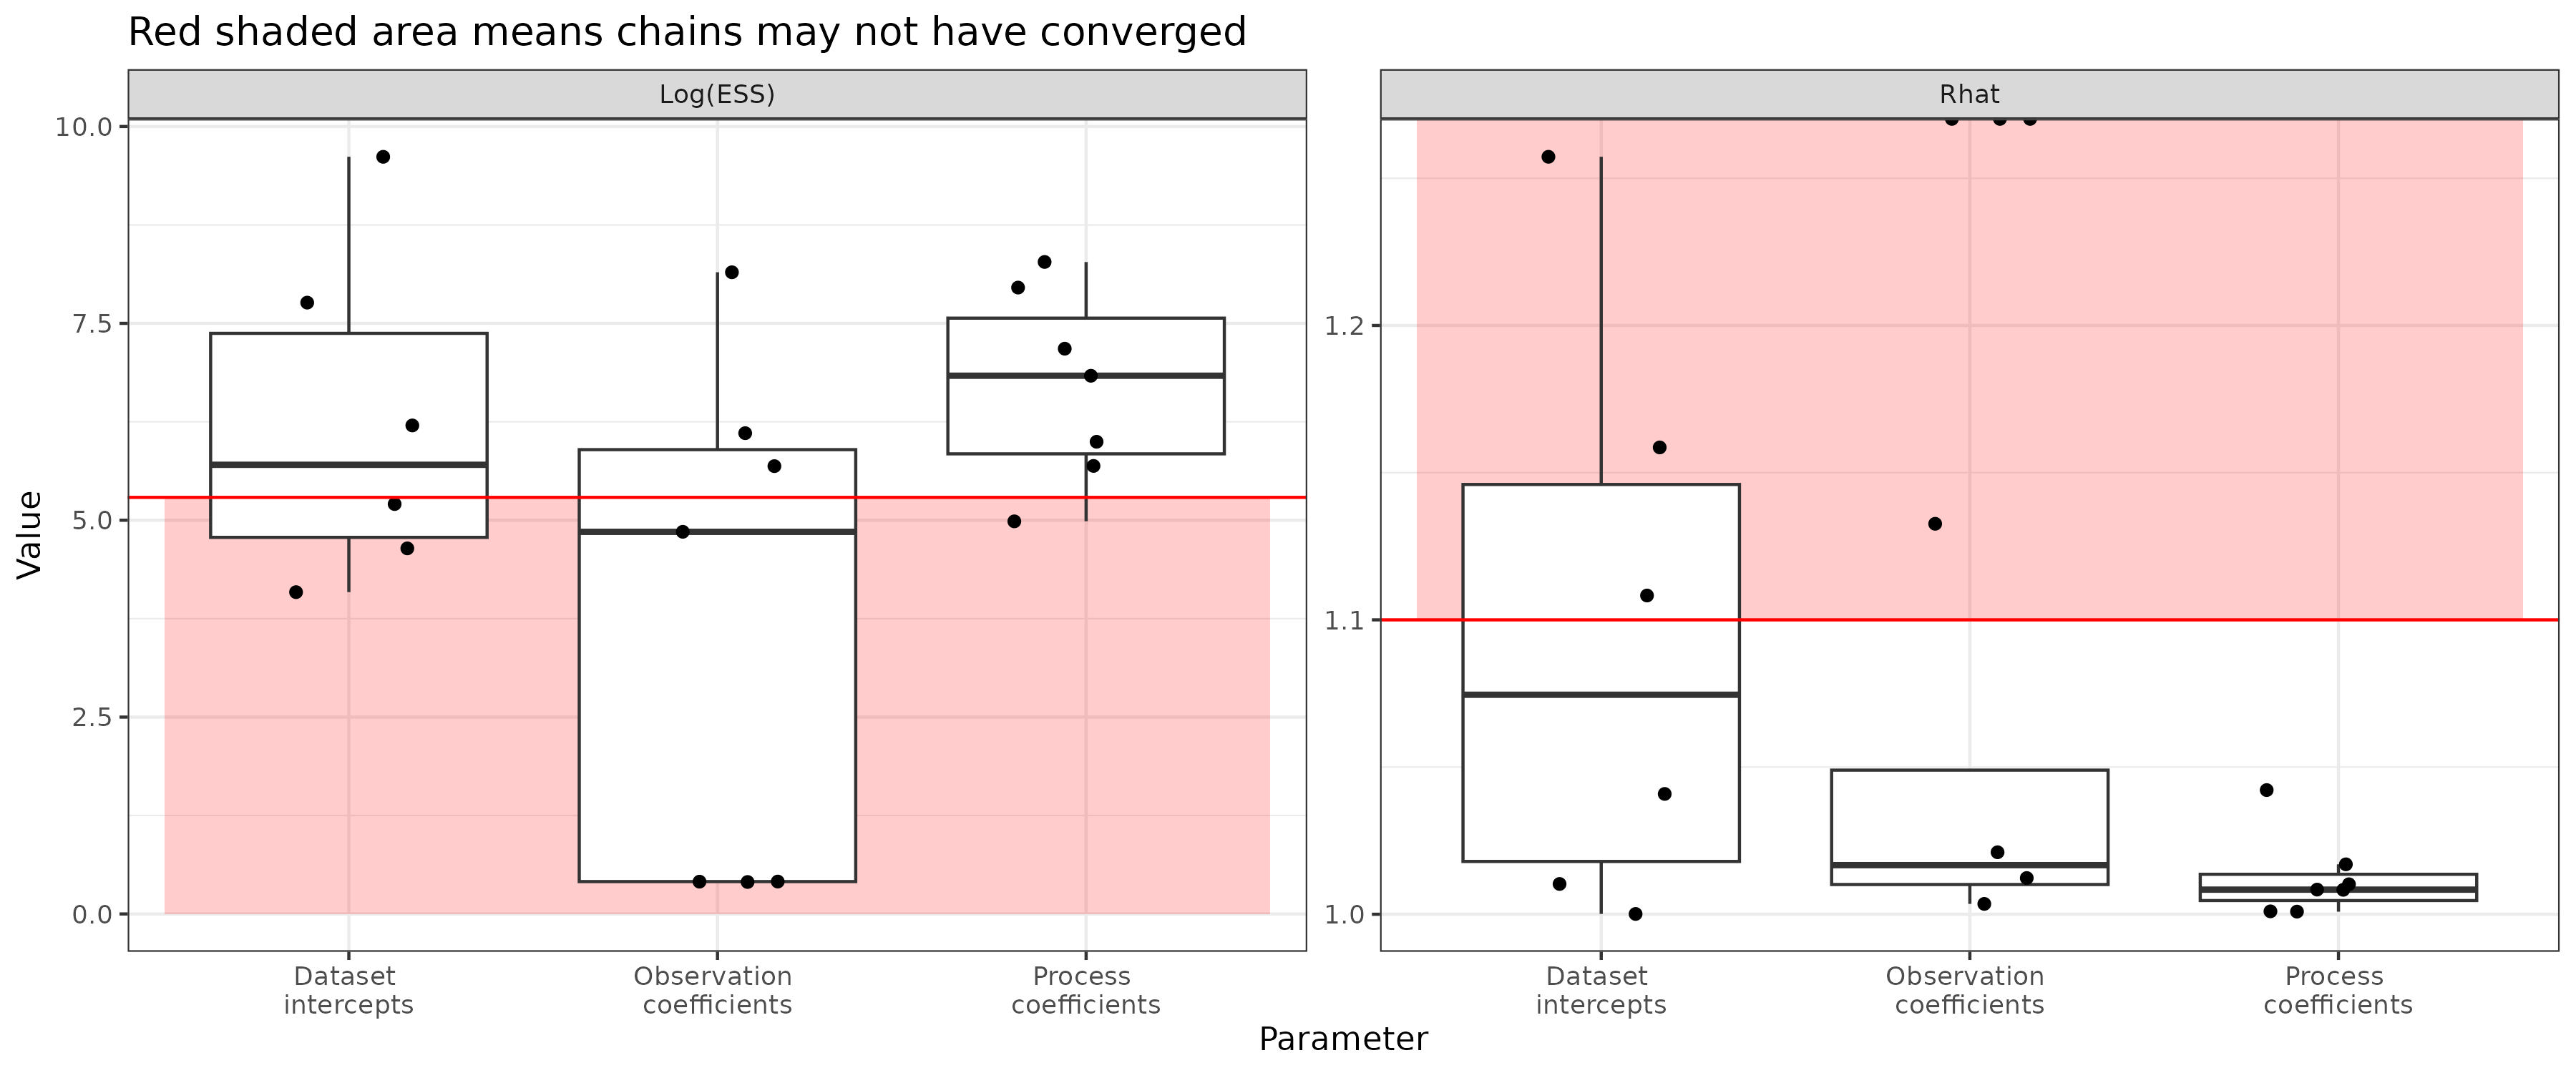 Red shaded area means chains may not have converged
Log(ESS)
Rhat
10.0
7.5
5.0
2.5
0.0
1.2
1.1
1.0
Value
Dataset
intercepts
Observation
coefficients
Process
coefficients
Dataset
intercepts
Observation
coefficients
Process
coefficients
Parameter